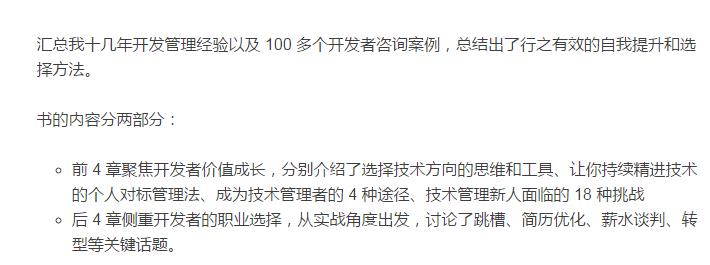 汇总我十几年开发管理经验以及 100 多个开发者咨询案例，总结出了行之有效的自我提升和选
择方法。
书的内容分两部分：
前 4 章聚焦开发者价值成长，分别介绍了选择技术方向的思维和工具、让你持续精进技术
的个人对标管理法、成为技术管理者的 4 种途径、技术管理新人面临的 18 种挑战
后 4 章侧重开发者的职业选择，从实战角度出发，讨论了跳槽、简历优化、薪水谈判、转
型等关键话题。